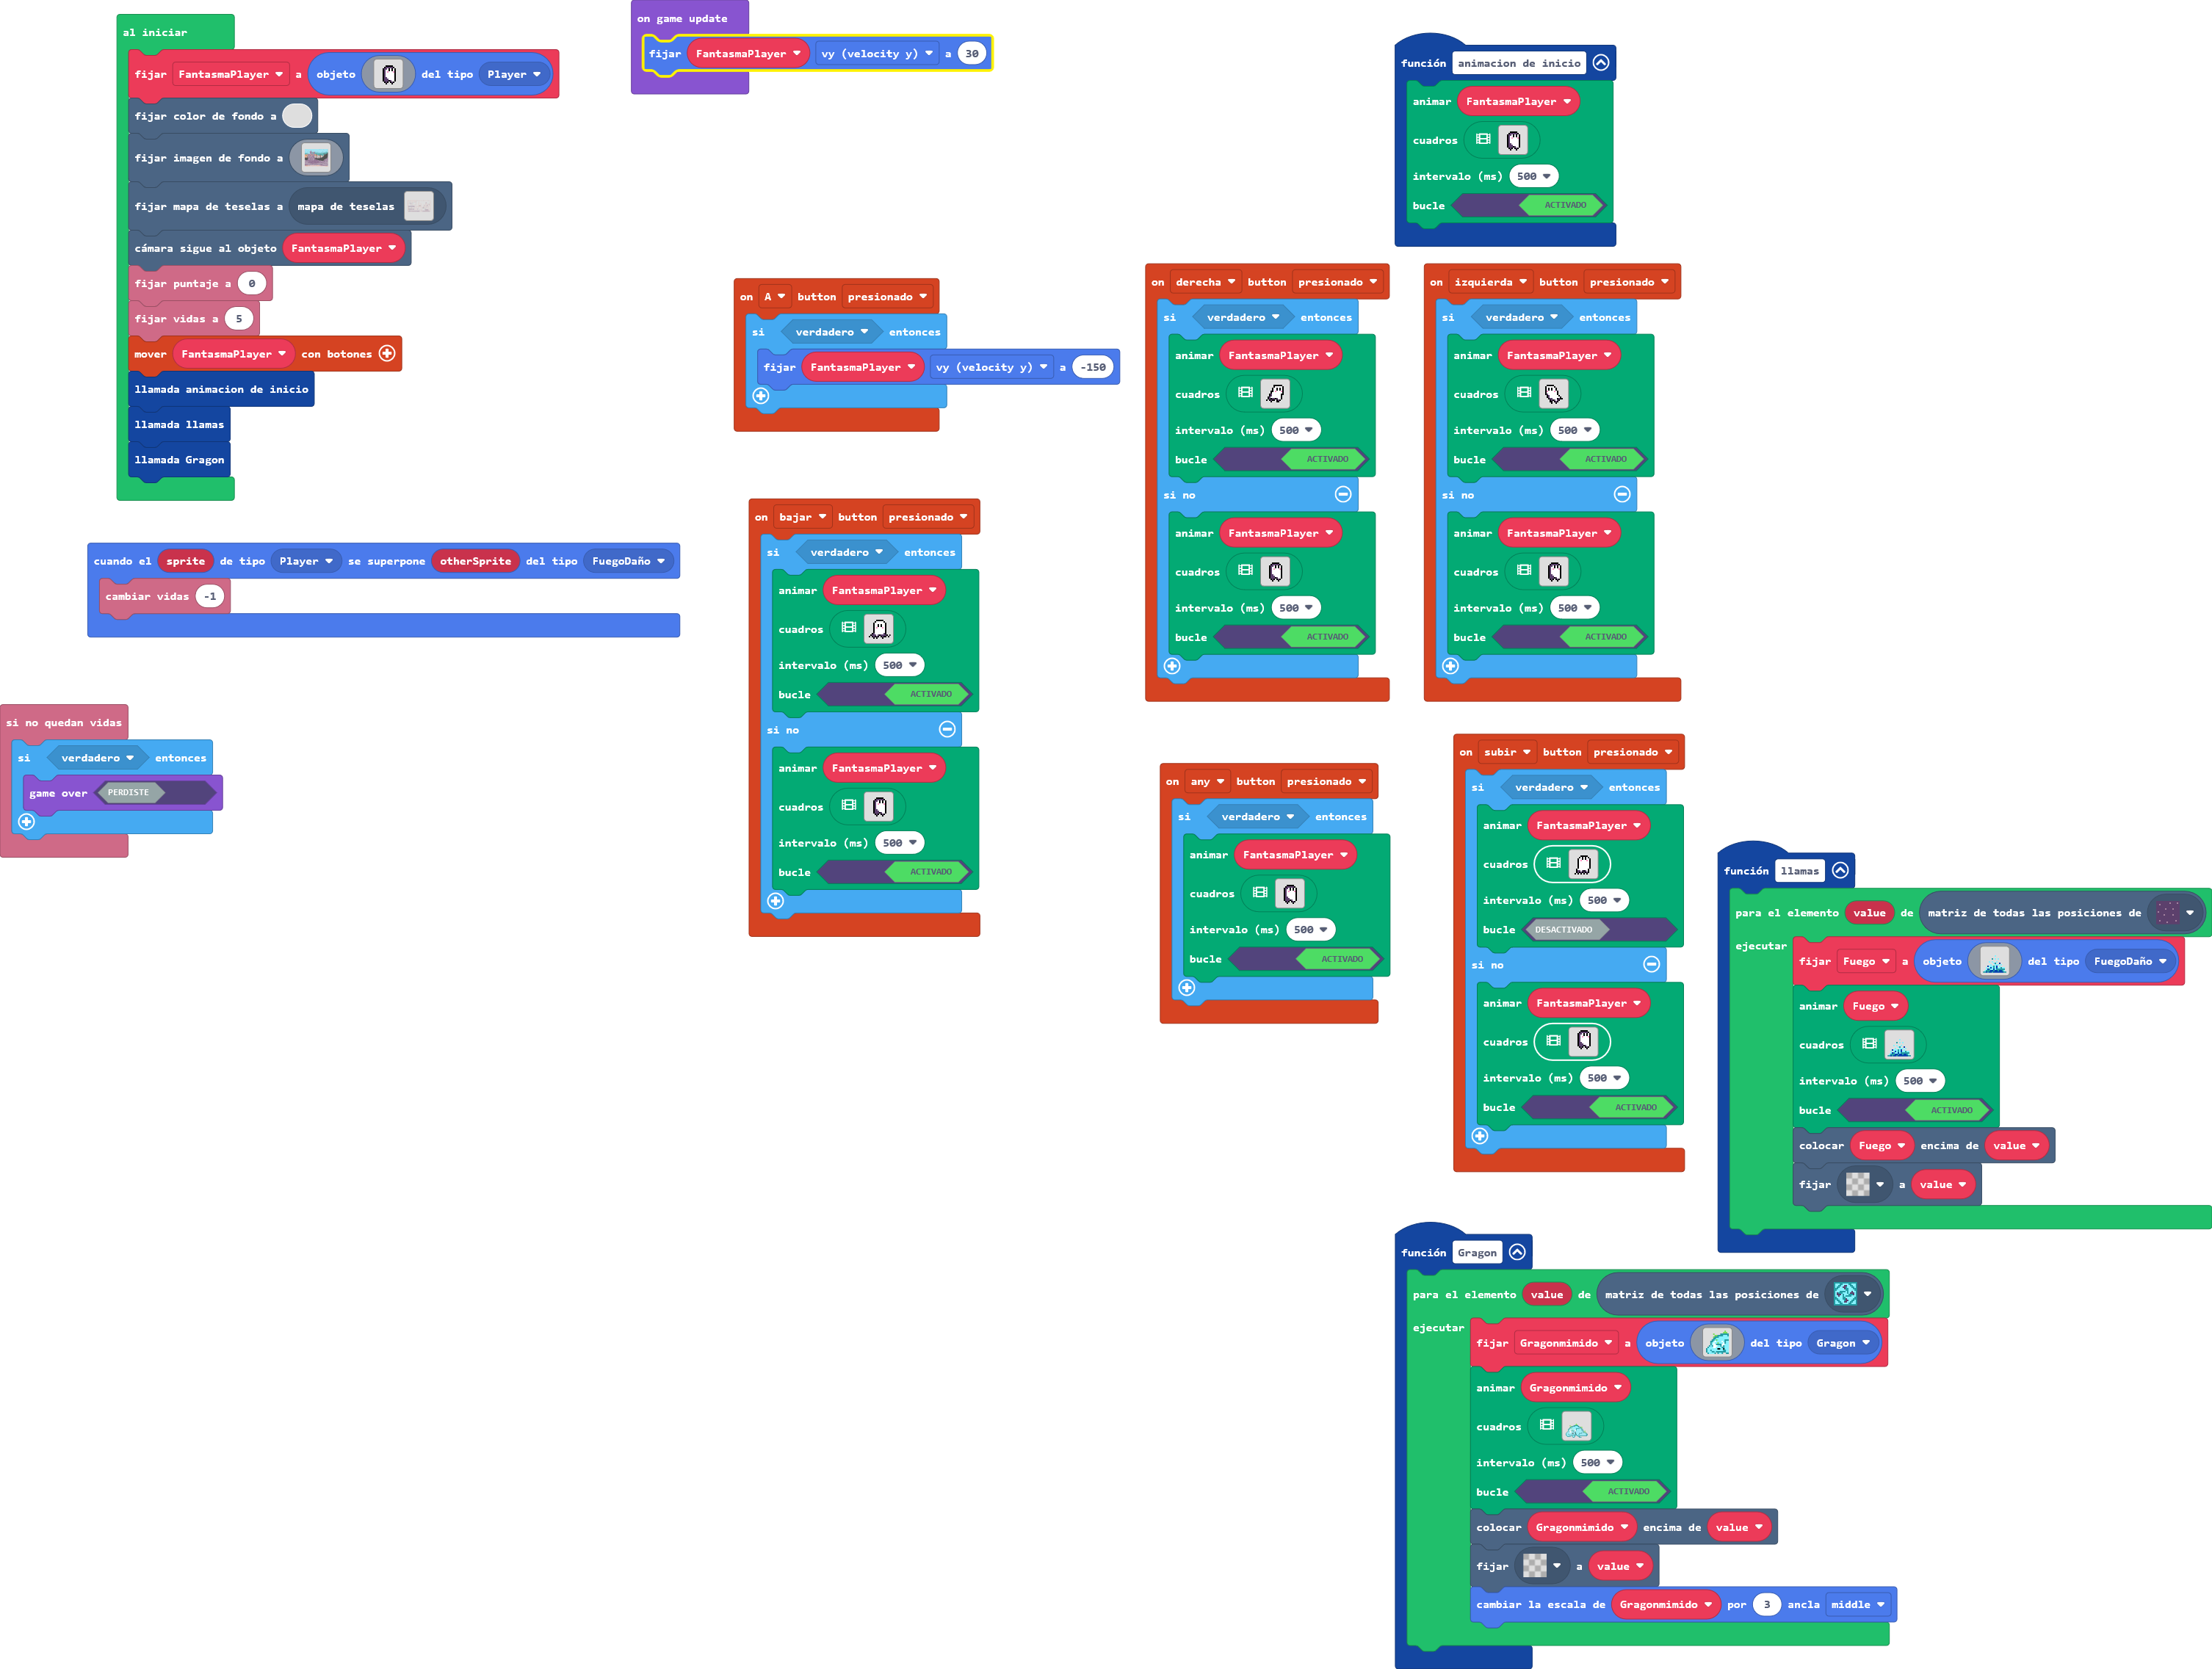 al iniciar
fijar FantasmaPlayer a objeto del tipo Player
fijar color de fondo a
fijar imagen de fondo a
fijar mapa de teselas a mapa de teselas
cámara sigue al objeto FantasmaPlayer
fijar puntaje a 0
fijar vidas a 5
mover FantasmaPlayer con botones
llamada animacion de inicio
llamada llamas
llamada Gragon
cuando el sprite de tipo Player se superpone otherSprite del tipo FuegoDaño
cambiar vidas -1
si no quedan vidas
si verdadero entonces
game over PERDISTE
on game update
fijar FantasmaPlayer vy (velocity y) a 30
on A button presionado
si verdadero entonces
fijar FantasmaPlayer vy (velocity y) a -150
on bajar button presionado
si verdadero entonces
animar FantasmaPlayer
cuadros
intervalo (ms) 500
bucle ACTIVADO
si no
animar FantasmaPlayer
cuadros
intervalo (ms) 500
bucle ACTIVADO
función animacion de inicio
animar FantasmaPlayer
cuadros
intervalo (ms) 500
bucle ACTIVADO
on derecha button presionado
si verdadero entonces
animar FantasmaPlayer
cuadros
intervalo (ms) 500
bucle ACTIVADO
si no
animar FantasmaPlayer
cuadros
intervalo (ms) 500
bucle ACTIVADO
on izquierda button presionado
si verdadero entonces
animar FantasmaPlayer
cuadros
intervalo (ms) 500
bucle ACTIVADO
si no
animar FantasmaPlayer
cuadros
intervalo (ms) 500
bucle ACTIVADO
on any button presionado
si verdadero entonces
animar FantasmaPlayer
cuadros
intervalo (ms) 500
bucle ACTIVADO
on subir button presionado
si verdadero entonces
animar FantasmaPlayer
cuadros
intervalo (ms) 500
bucle DESACTIVADO
si no
animar FantasmaPlayer
cuadros
intervalo (ms) 500
bucle ACTIVADO
función llamas
para el elemento value de matriz de todas las posiciones de
ejecutar
fijar Fuego a objeto del tipo FuegoDaño
animar Fuego
cuadros
intervalo (ms) 500
bucle ACTIVADO
colocar Fuego encima de value
fijar a value
función Gragon
para el elemento value de matriz de todas las posiciones de
ejecutar
fijar Gragonmimido a objeto del tipo Gragon
animar Gragonmimido
cuadros
intervalo (ms) 500
bucle ACTIVADO
colocar Gragonmimido encima de value
fijar a value
cambiar la escala de Gragonmimido por 3 ancla middle